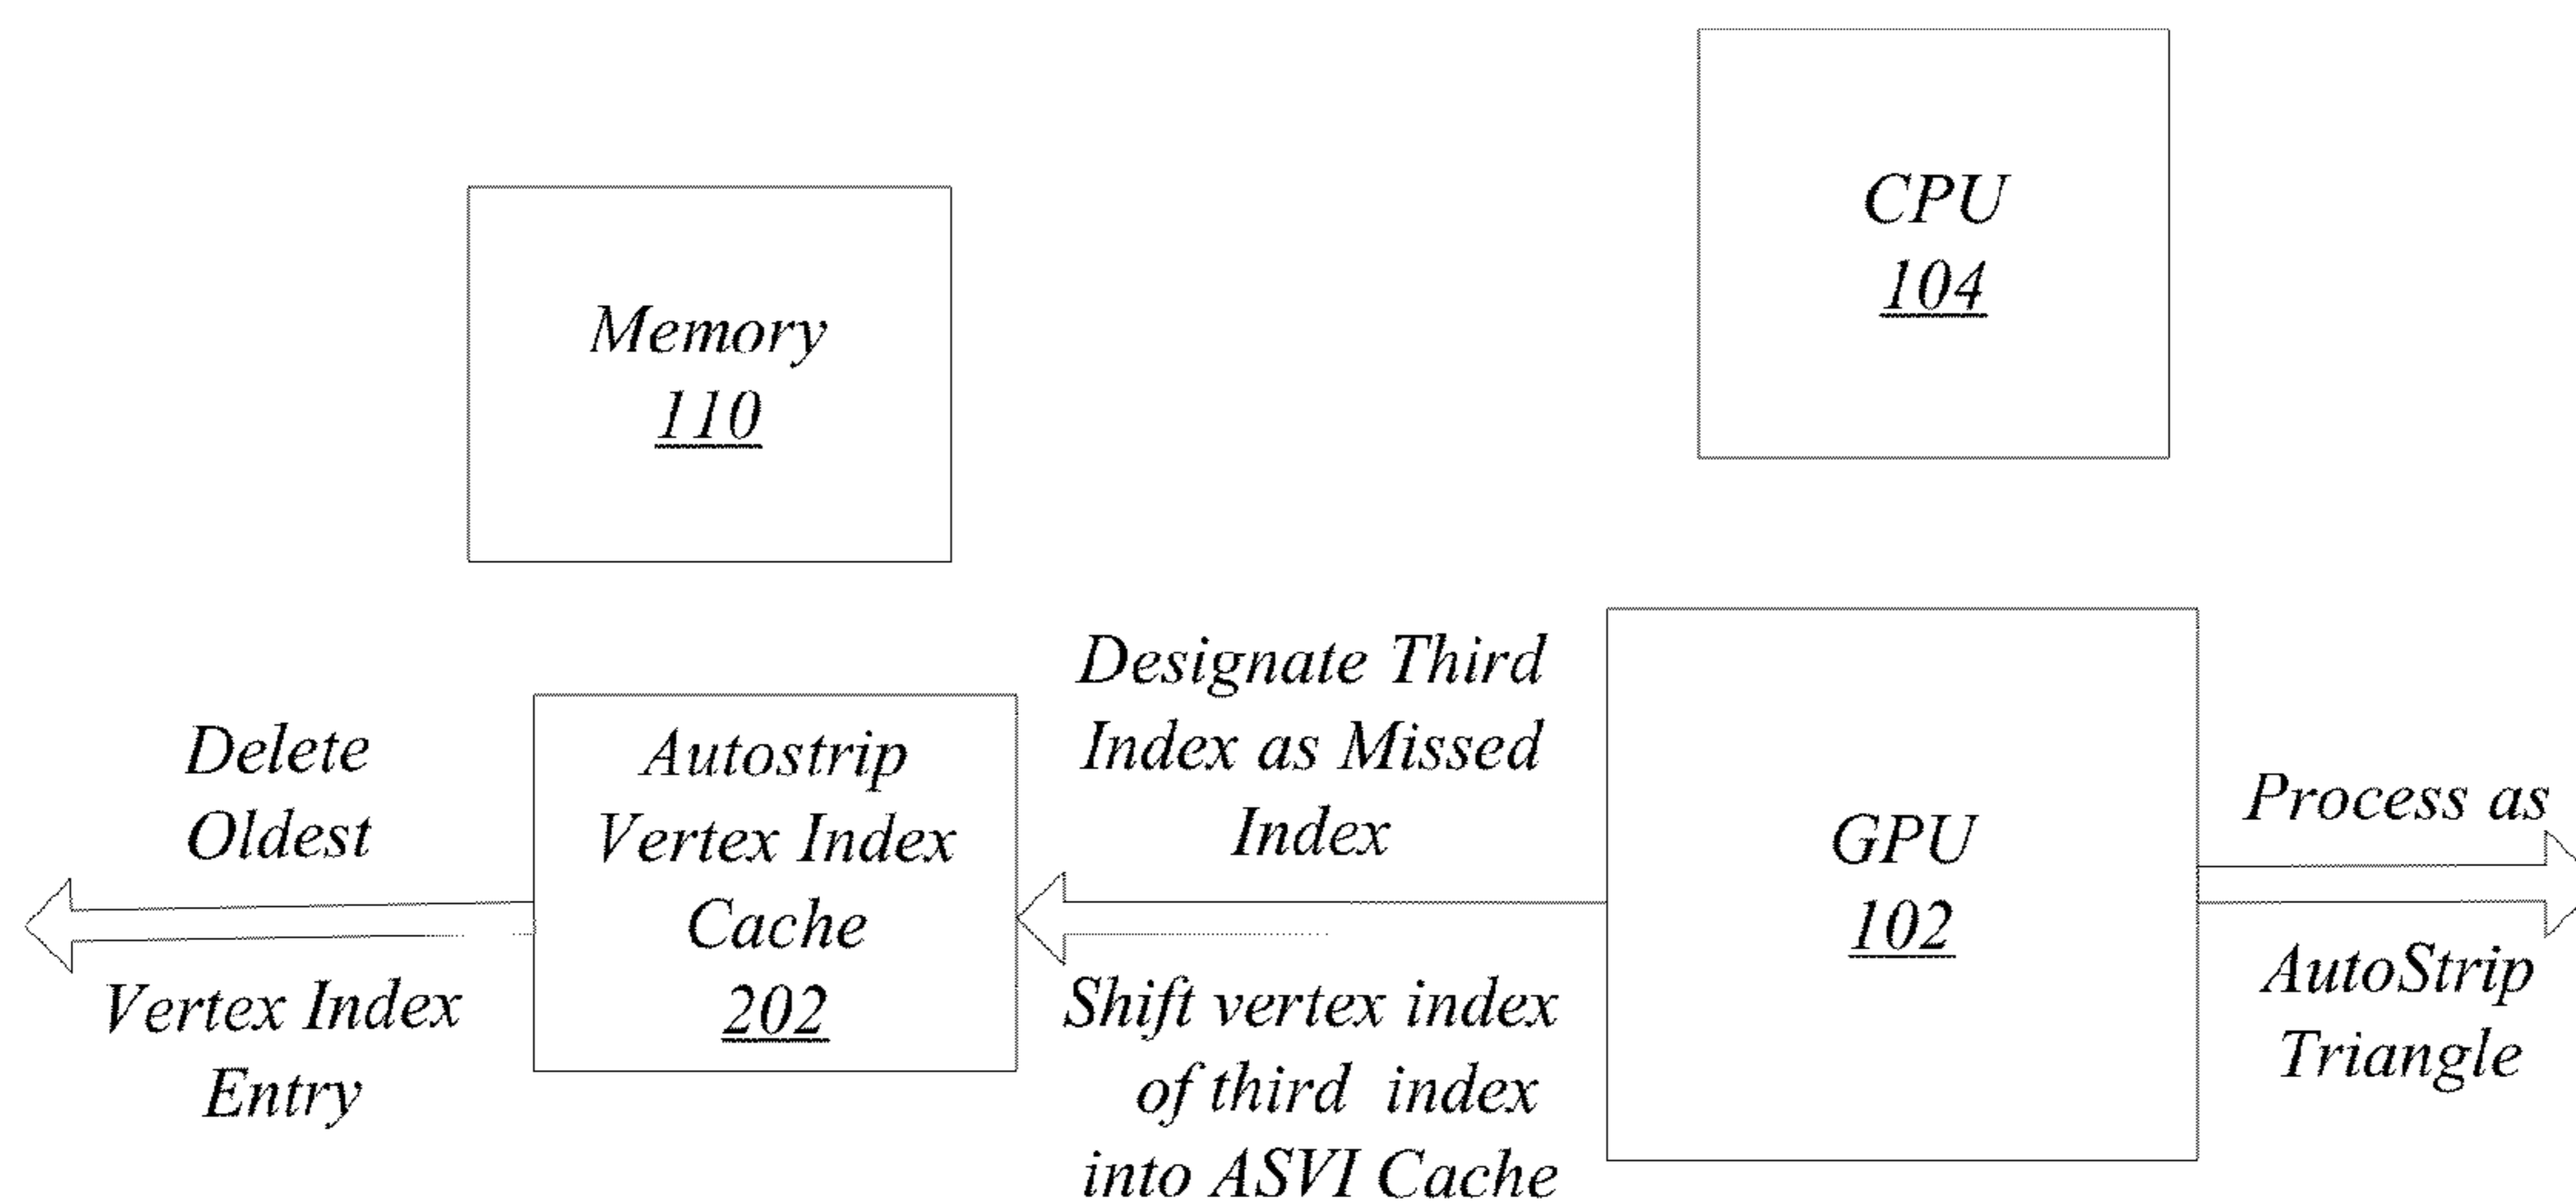 CPU
104
Memory
110
Delete
Oldest
Vertex Index
Entry
Autostrip
Vertex Index
Cache
202
Designate Third
Index as Missed
Index
Shift vertex index
of third index
into ASVI Cache
GPU
102
Process as
AutoStrip
Triangle